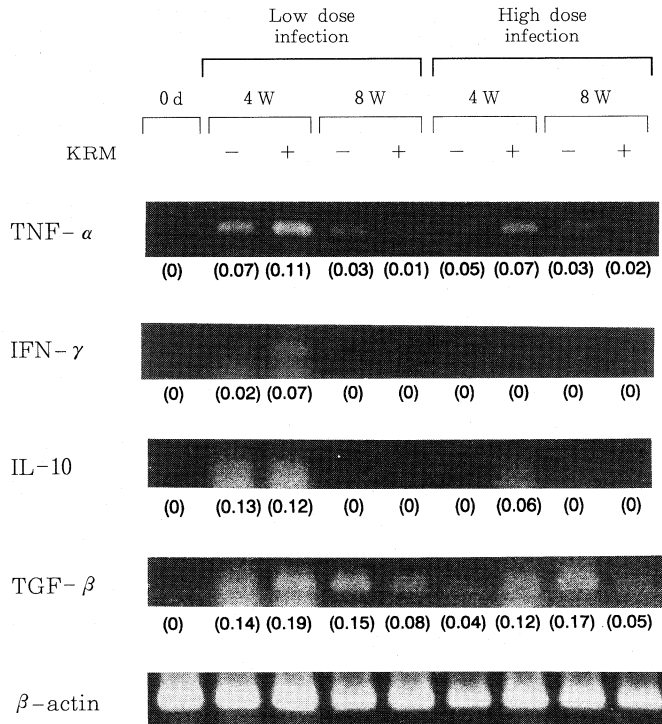 Low dose High dose
infection infection
0 d 4 W 8 W 4 W 8 W
KRM − + − + − + − +
TNF- α
(0) (0.07) (0.11) (0.03) (0.01) (0.05) (0.07) (0.03) (0.02)
IFN- γ
(0) (0.02) (0.07) (0) (0) (0) (0) (0) (0)
IL-10
(0) (0.13) (0.12) (0) (0) (0) (0.06) (0) (0)
TGF- β
(0) (0.14) (0.19) (0.15) (0.08) (0.04) (0.12) (0.17) (0.05)
β-actin